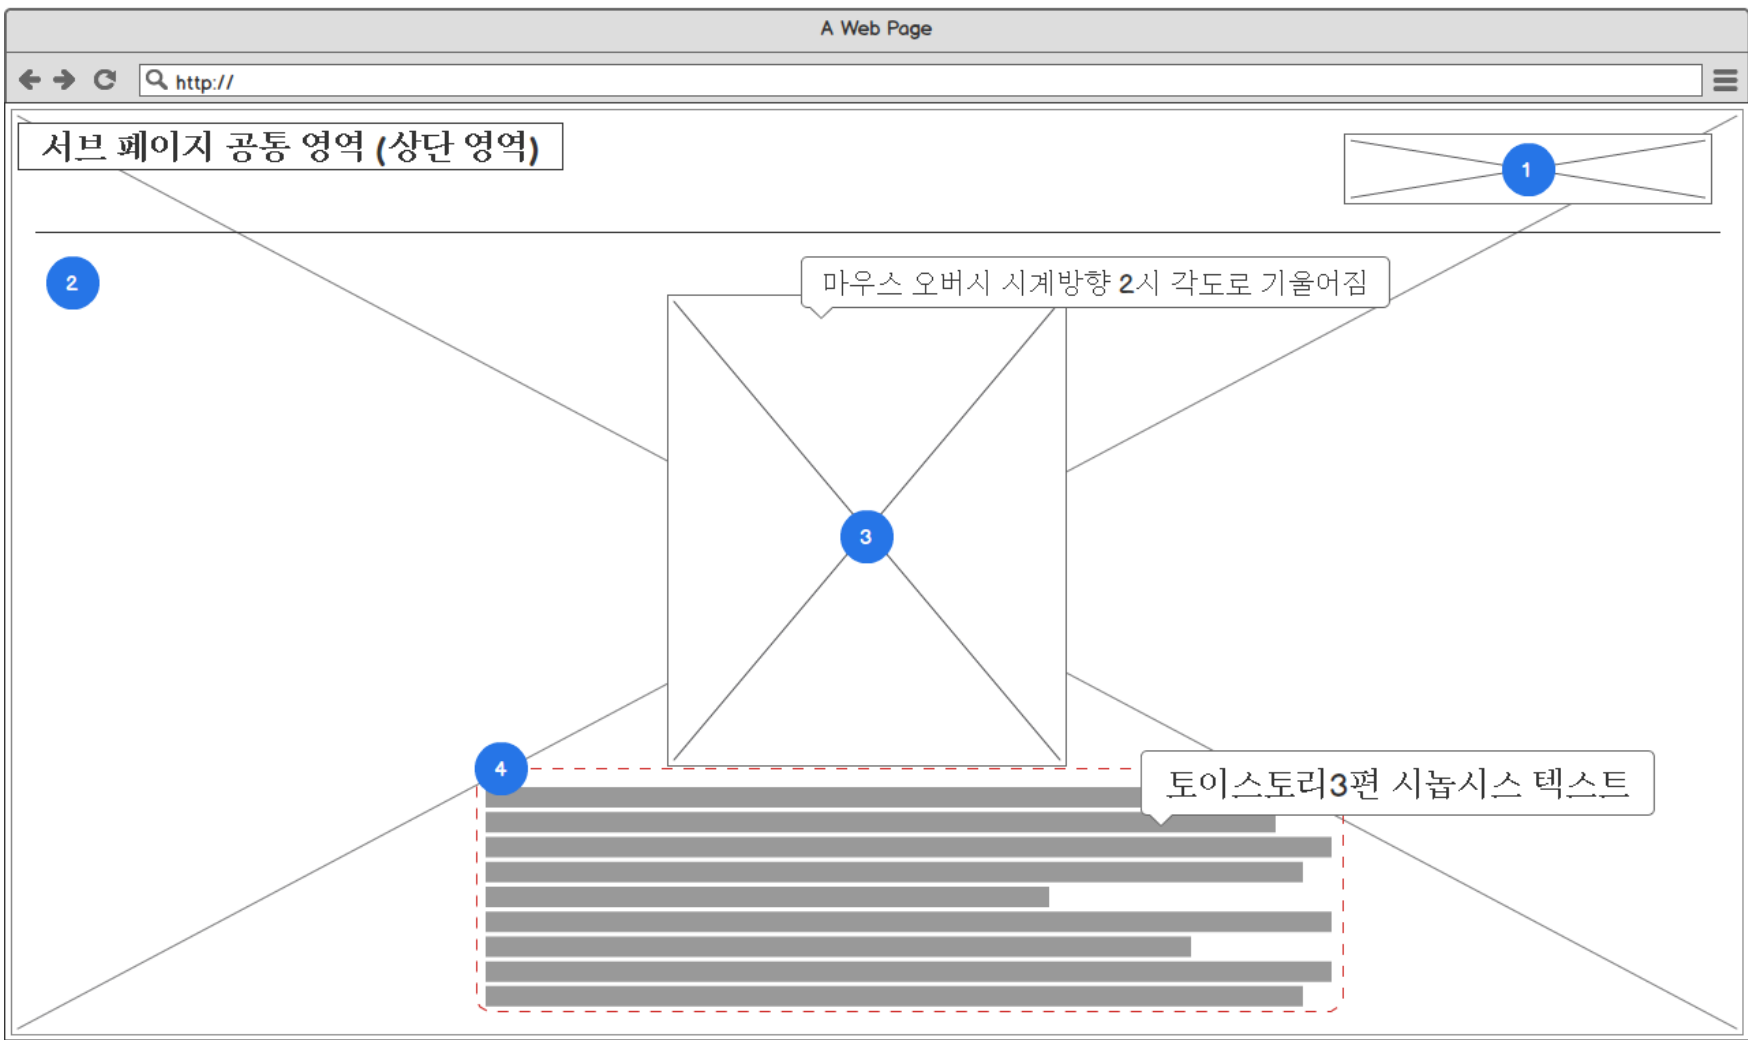 A Web Page
http://
서브 페이지 공통 영역 (상단 영역)
1
2
마우스 오버시 시계방향 2시 각도로 기울어짐
3
4
토이스토리3편 시놉시스 텍스트